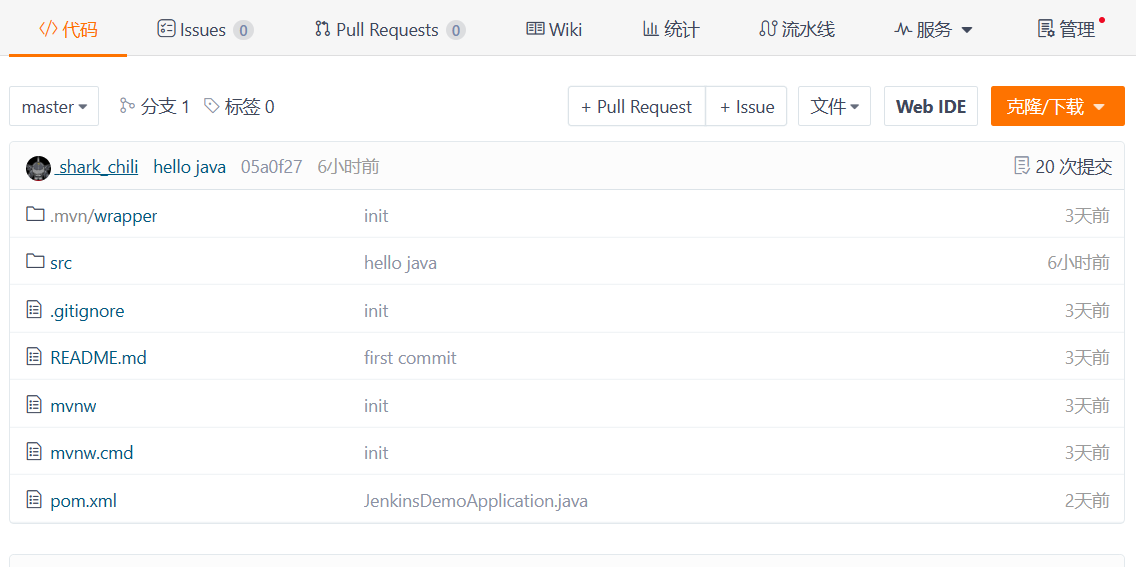 代码 Issues 0 Pull Requests 0 Wiki 统计 流水线 服务 管理
master 分支 1 标签 0 + Pull Request + Issue 文件 Web IDE 克隆/下载
_shark_chili hello java 05a0f27 6小时前 20 次提交
.mvn/wrapper init 3天前
src hello java 6小时前
.gitignore init 3天前
README.md first commit 3天前
mvnw init 3天前
mvnw.cmd init 3天前
pom.xml JenkinsDemoApplication.java 2天前